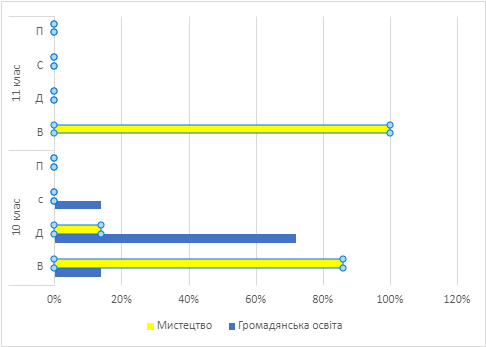 11 клас
П
С
Д
В
10 клас
П
с
Д
В
0% 20% 40% 60% 80% 100% 120%
Мистецтво Громадянська освіта